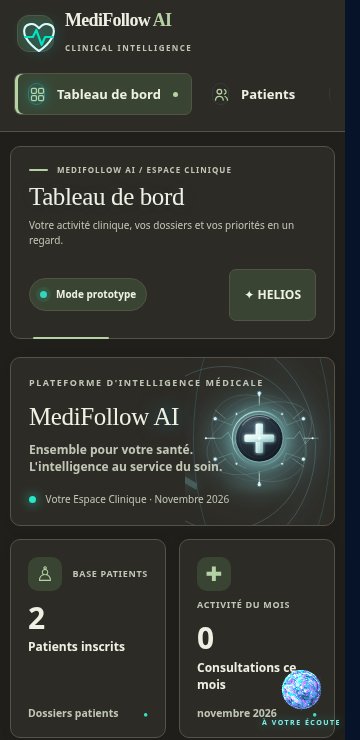 MediFollow AI
CLINICAL INTELLIGENCE
Tableau de bord
Patients
MEDIFOLLOW AI / ESPACE CLINIQUE
Tableau de bord
Votre activité clinique, vos dossiers et vos priorités en un
regard.
Mode prototype
✦ HELIOS
PLATEFORME D'INTELLIGENCE MÉDICALE
MediFollow AI
Ensemble pour votre santé.
L'intelligence au service du soin.
Votre Espace Clinique · Novembre 2026
BASE PATIENTS
2
Patients inscrits
Dossiers patients
ACTIVITÉ DU MOIS
0
Consultations ce
mois
novembre 2026
À VOTRE ÉCOUTE